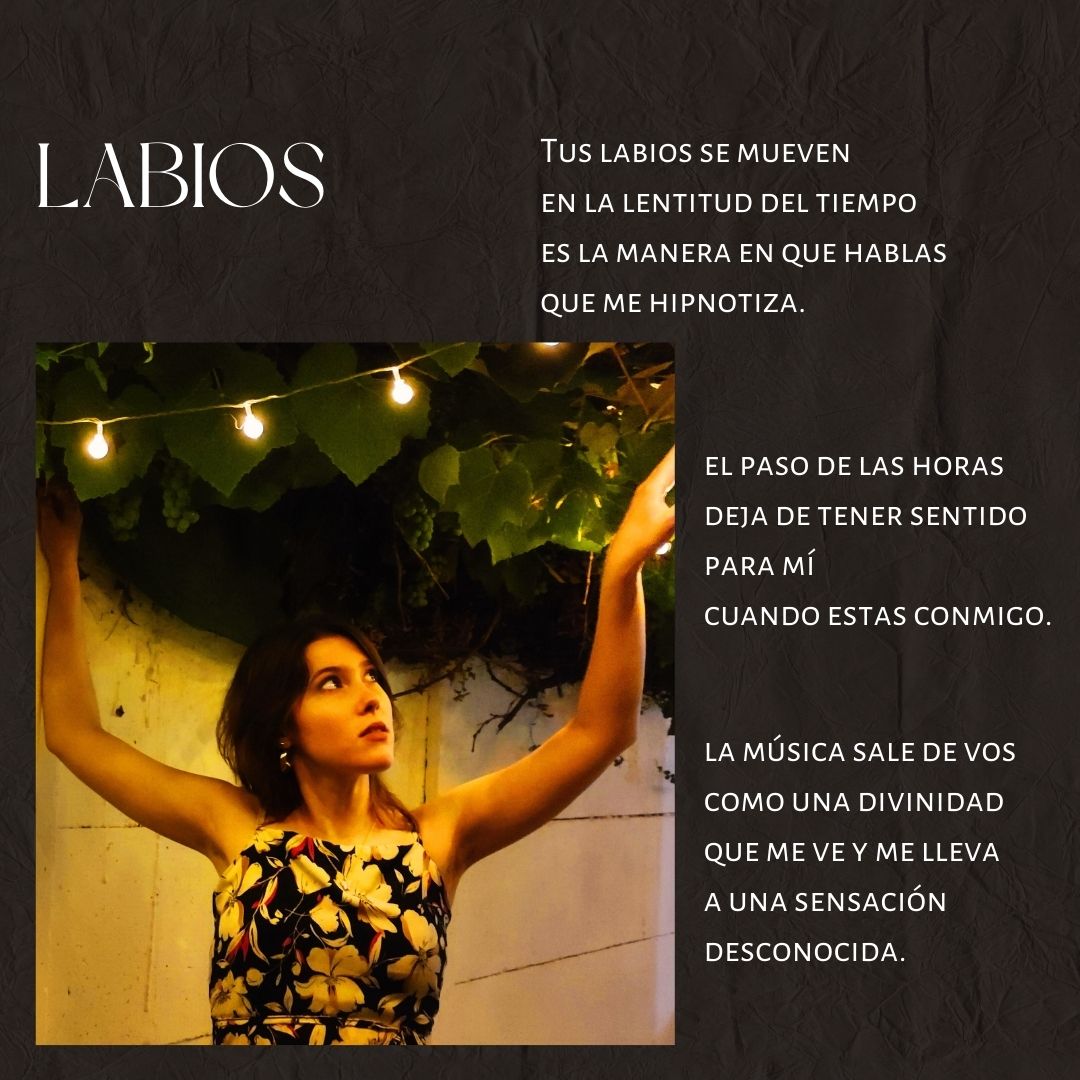 LABIOS
Tus labios se mueven
en la lentitud del tiempo
es la manera en que hablas
que me hipnotiza.
el paso de las horas
deja de tener sentido
para mí
cuando estas conmigo.
la música sale de vos
como una divinidad
que me ve y me lleva
a una sensación
desconocida.